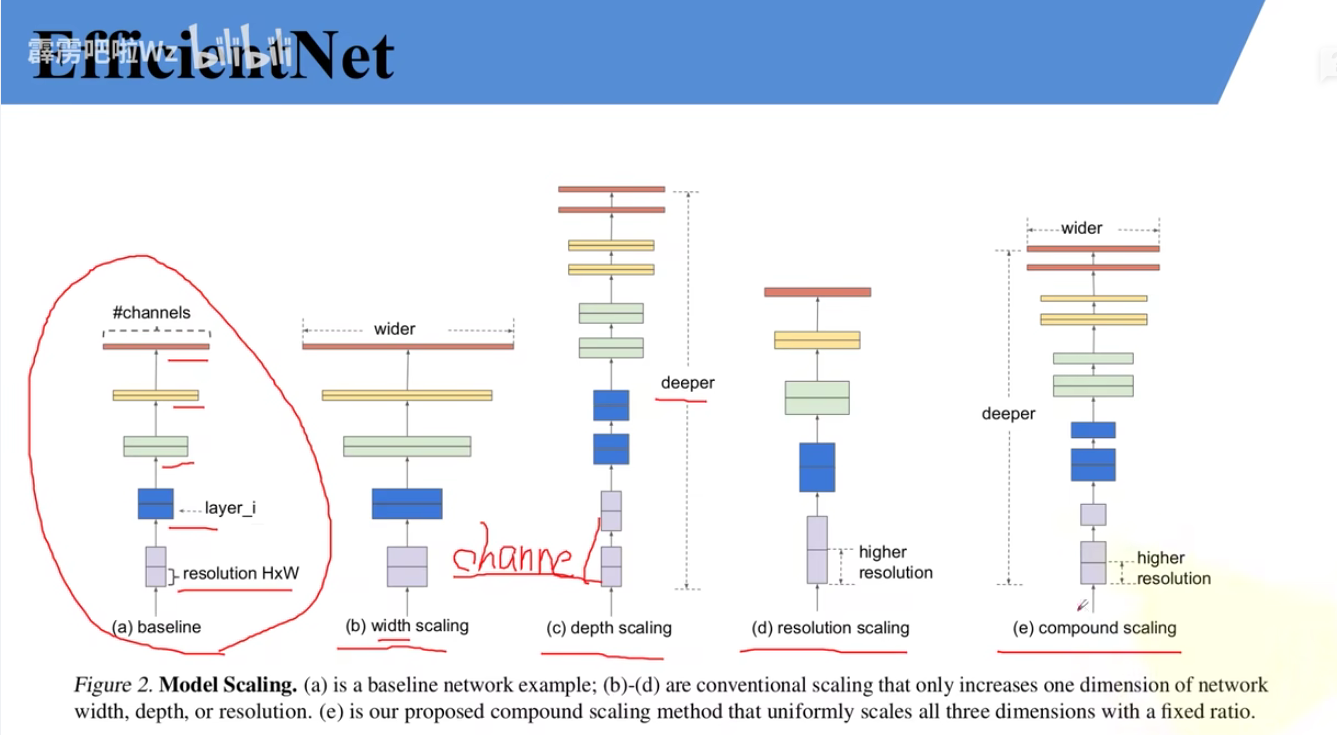 EfficientNet
霹雳吧啦Wz bilibili
#channels
layer_i
resolution HxW
(a) baseline
wider
(b) width scaling
channel
deeper
(c) depth scaling
higher
resolution
(d) resolution scaling
wider
deeper
higher
resolution
(e) compound scaling
Figure 2. Model Scaling. (a) is a baseline network example; (b)-(d) are conventional scaling that only increases one dimension of network
width, depth, or resolution. (e) is our proposed compound scaling method that uniformly scales all three dimensions with a fixed ratio.